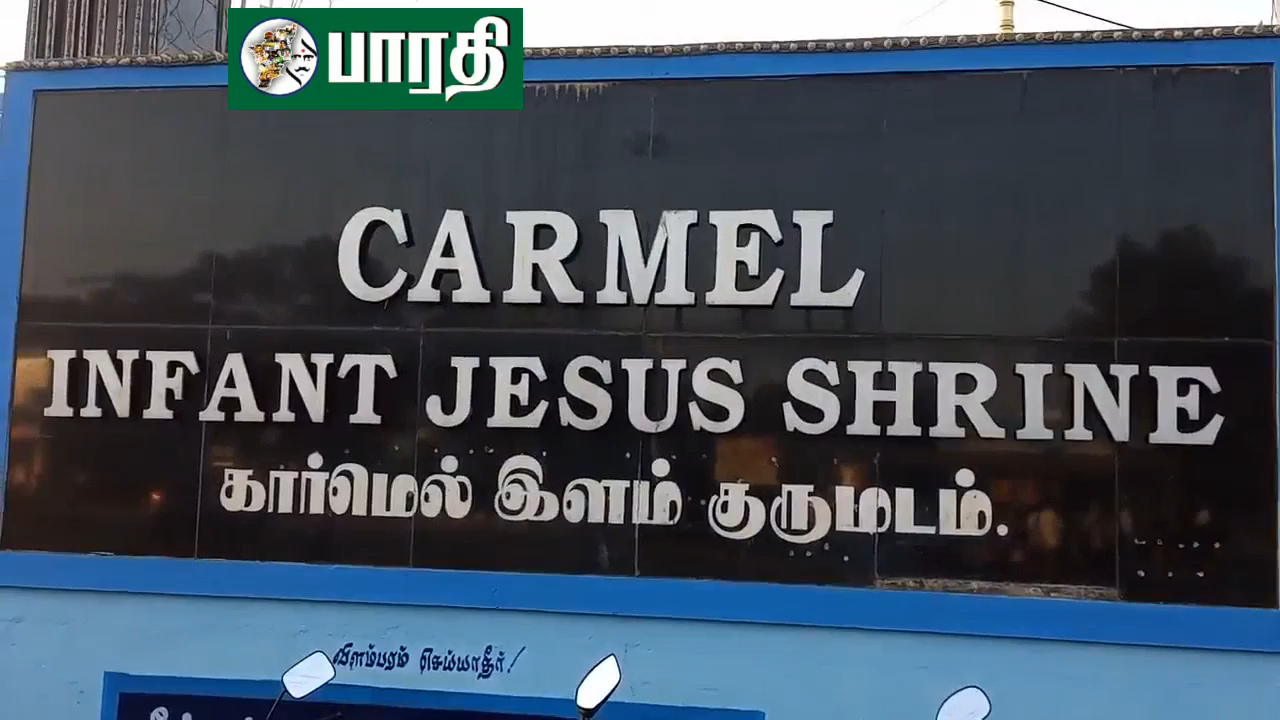 பாரதி
CARMEL
INFANT JESUS SHRINE
கார்மெல் இளம் குருமடம்.
விளம்பரம் செய்யாதீர்!